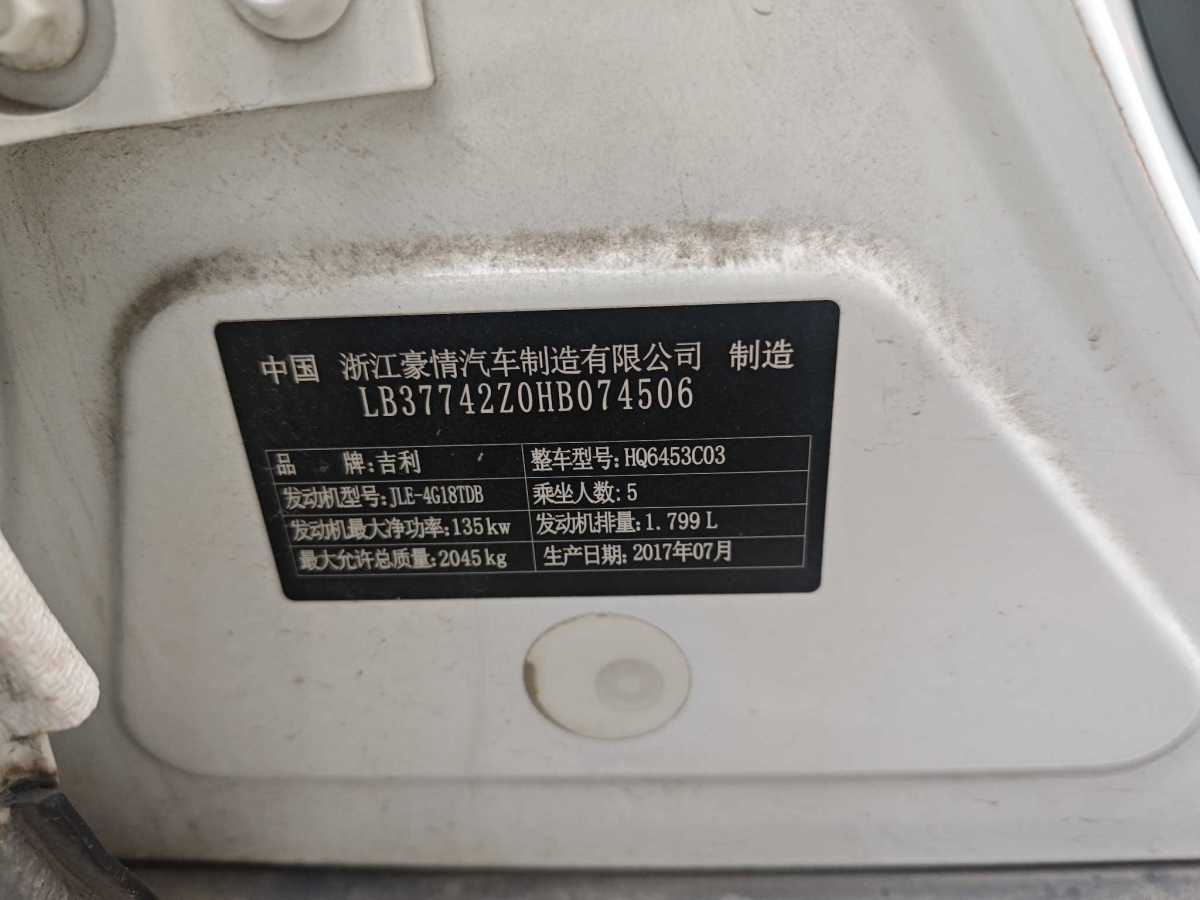 中国 浙江豪情汽车制造有限公司 制造
LB37742Z0HB074506
品 牌:吉利 整车型号:HQ6453C03
发动机型号:JLE-4G18TDB 乘坐人数:5
发动机最大净功率:135kw 发动机排量:1.799L
最大允许总质量:2045kg 生产日期:2017年07月